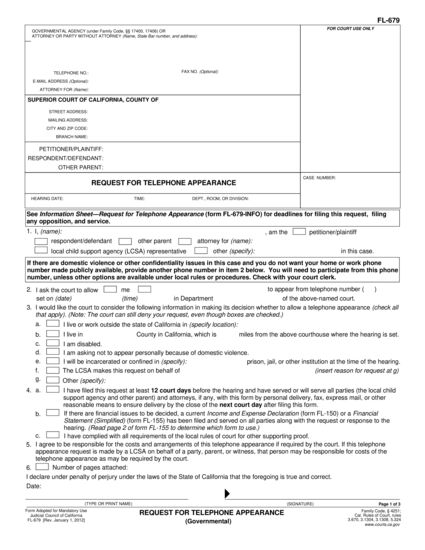 FL-679
GOVERNMENTAL AGENCY (under Family Code, §§ 17400, 17406) OR
ATTORNEY OR PARTY WITHOUT ATTORNEY (Name, State Bar number, and address):
FOR COURT USE ONLY
TELEPHONE NO.:
FAX NO. (Optional):
E-MAIL ADDRESS (Optional):
ATTORNEY FOR (Name):
SUPERIOR COURT OF CALIFORNIA, COUNTY OF
STREET ADDRESS:
MAILING ADDRESS:
CITY AND ZIP CODE:
BRANCH NAME:
PETITIONER/PLAINTIFF:
RESPONDENT/DEFENDANT:
OTHER PARENT:
REQUEST FOR TELEPHONE APPEARANCE
CASE NUMBER:
HEARING DATE: TIME: DEPT., ROOM, OR DIVISION:
See Information Sheet—Request for Telephone Appearance (form FL-679-INFO) for deadlines for filing this request, filing
any opposition, and service.
1. I, (name): , am the petitioner/plaintiff
respondent/defendant other parent attorney for (name):
local child support agency (LCSA) representative other (specify): in this case.
If there are domestic violence or other confidentiality issues in this case and you do not want your home or work phone
number made publicly available, provide another phone number in item 2 below. You will need to participate from this phone
number, unless other options are available under local rules or procedures. Check with your court clerk.
2. I ask the court to allow me to appear from telephone number ( )
set on (date) (time) in Department of the above-named court.
3. I would like the court to consider the following information in making its decision whether to allow a telephone appearance (check all
that apply). (Note: The court can still deny your request, even though boxes are checked.)
a. I live or work outside the state of California in (specify location):
b. I live in County in California, which is miles from the above courthouse where the hearing is set.
c. I am disabled.
d. I am asking not to appear personally because of domestic violence.
e. I will be incarcerated or confined in (specify): prison, jail, or other institution at the time of the hearing.
f. The LCSA makes this request on behalf of (insert reason for request at g)
g. Other (specify):
4. a. I have filed this request at least 12 court days before the hearing and have served or will serve all parties (the local child
support agency and other parent) and attorneys, if any, with this form by personal delivery, fax, express mail, or other
reasonable means to ensure delivery by the close of the next court day after filing this form.
b. If there are financial issues to be decided, a current Income and Expense Declaration (form FL-150) or a Financial
Statement (Simplified) (form FL-155) has been filed and served on all parties along with the request or response to the
hearing. (Read page 2 of form FL-155 to determine which form to use.)
c. I have complied with all requirements of the local rules of court for other supporting proof.
5. I agree to be responsible for the costs and arrangements of this telephone appearance if required by the court. If this telephone
appearance request is made by a LCSA on behalf of a party, parent, or witness, that person may be responsible for costs of the
telephone appearance as may be required by the court.
6. Number of pages attached:
I declare under penalty of perjury under the laws of the State of California that the foregoing is true and correct.
Date:
(TYPE OR PRINT NAME) (SIGNATURE)
Page 1 of 3
Form Adopted for Mandatory Use
Judicial Council of California
FL-679 [Rev. January 1, 2012]
REQUEST FOR TELEPHONE APPEARANCE
(Governmental)
Family Code, § 4251;
Cal. Rules of Court, rules
3.670, 3.1304, 3.1308, 5.324
www.courts.ca.gov